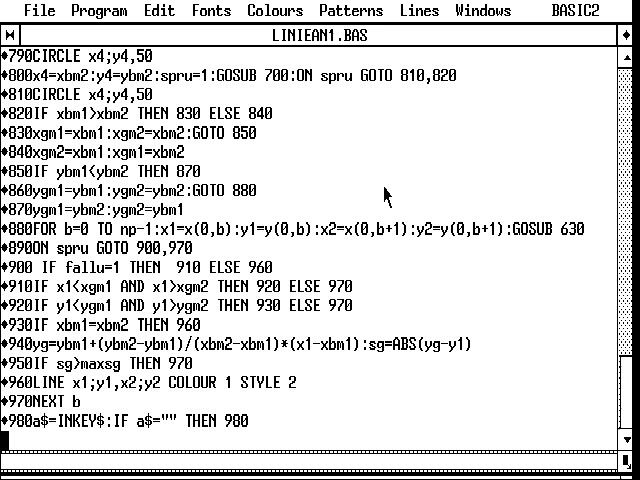 File Program Edit Fonts Colours Patterns Lines Windows BASIC2
LINIEAN1.BAS
♦790CIRCLE x4;y4,50
♦800x4=xbm2:y4=ybm2:spru=1:GOSUB 700:ON spru GOTO 810,820
♦810CIRCLE x4;y4,50
♦820IF xbm1>xbm2 THEN 830 ELSE 840
♦830xgm1=xbm1:xgm2=xbm2:GOTO 850
♦840xgm2=xbm1:xgm1=xbm2
♦850IF ybm1<ybm2 THEN 870
♦860ygm1=ybm1:ygm2=ybm2:GOTO 880
♦870ygm1=ybm2:ygm2=ybm1
♦880FOR b=0 TO np-1:x1=x(0,b):y1=y(0,b):x2=x(0,b+1):y2=y(0,b+1):GOSUB 630
♦890ON spru GOTO 900,970
♦900 IF fallu=1 THEN  910 ELSE 960
♦910IF x1<xgm1 AND x1>xgm2 THEN 920 ELSE 970
♦920IF y1<ygm1 AND y1>ygm2 THEN 930 ELSE 970
♦930IF xbm1=xbm2 THEN 960
♦940yg=ybm1+(ybm2-ybm1)/(xbm2-xbm1)*(x1-xbm1):sg=ABS(yg-y1)
♦950IF sg>maxsg THEN 970
♦960LINE x1;y1,x2;y2 COLOUR 1 STYLE 2
♦970NEXT b
♦980a$=INKEY$:IF a$="" THEN 980